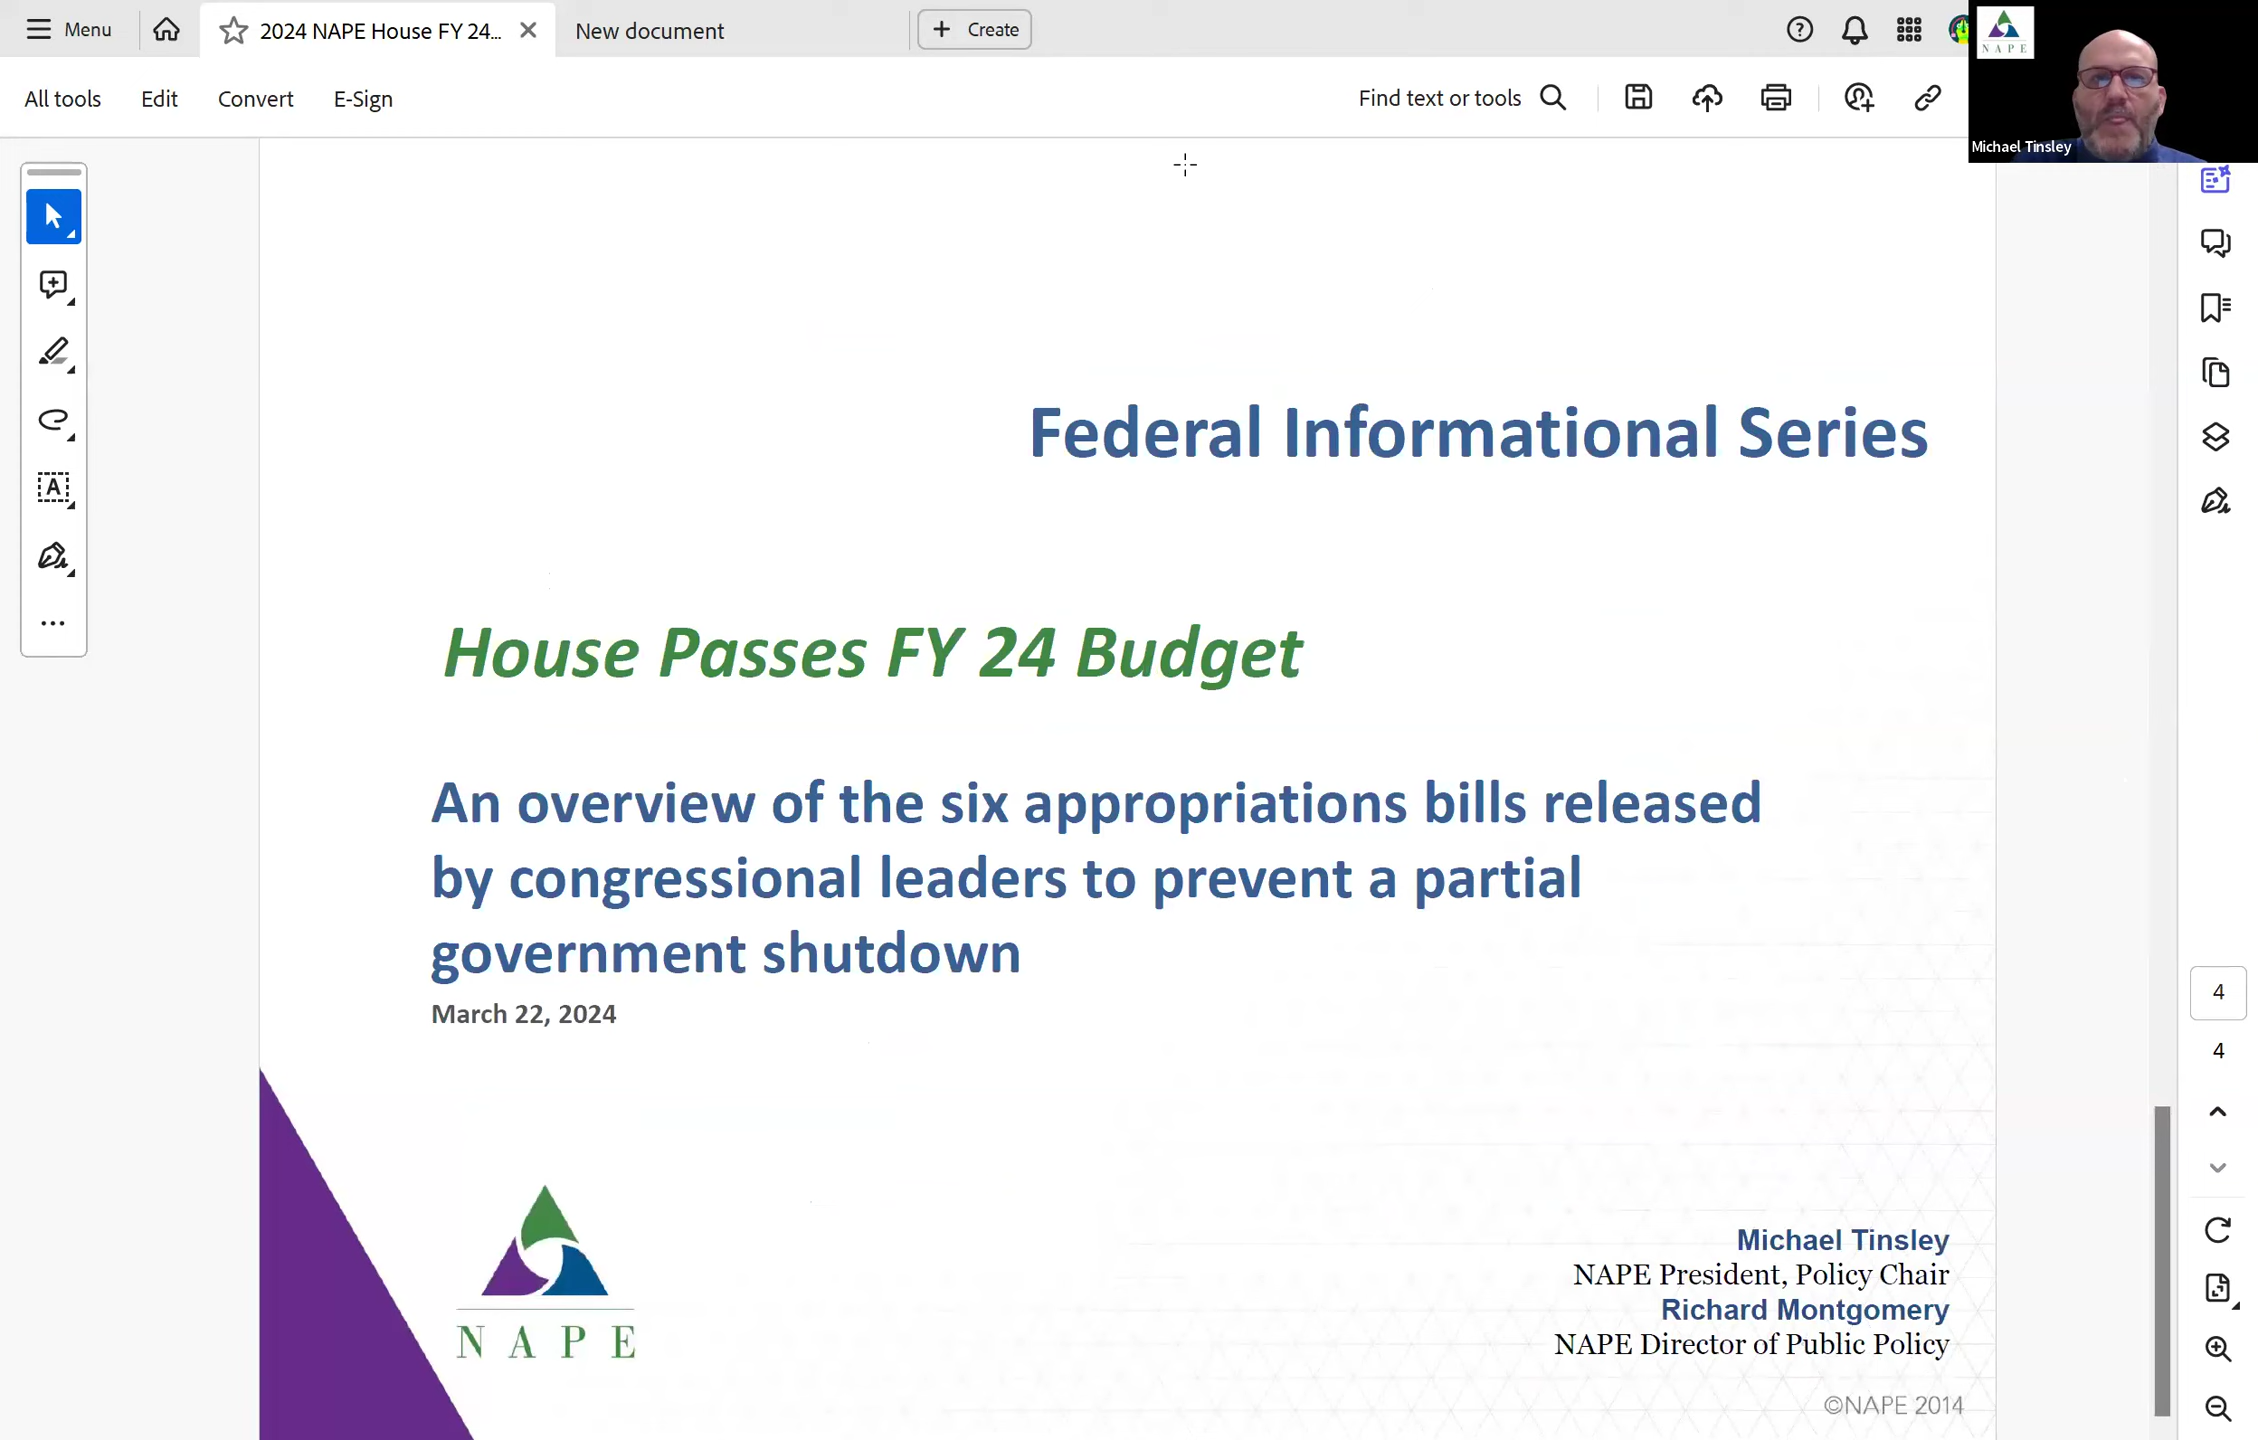 Menu
2024 NAPE House FY 24...
New document
Create
NAPE
All tools
Edit
Convert
E-Sign
Find text or tools
Michael Tinsley
Federal Informational Series
House Passes FY 24 Budget
An overview of the six appropriations bills released
by congressional leaders to prevent a partial
government shutdown
March 22, 2024
4
4
NAPE
Michael Tinsley
NAPE President, Policy Chair
Richard Montgomery
NAPE Director of Public Policy
©NAPE 2014